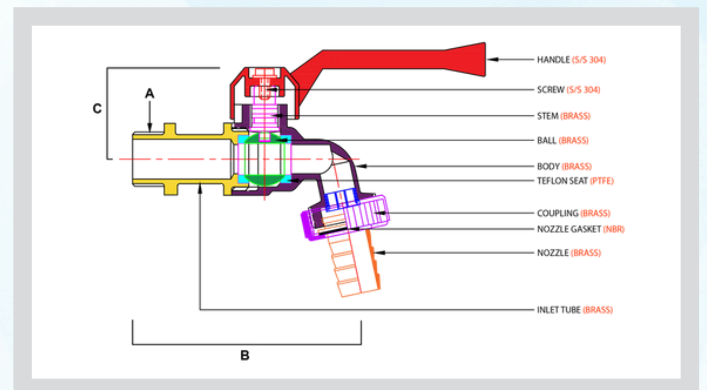 HANDLE (S/S 304)
A
SCREW (S/S 304)
C
STEM (BRASS)
BALL (BRASS)
BODY (BRASS)
TEFLON SEAT (PTFE)
COUPLING (BRASS)
NOZZLE GASKET (NBR)
NOZZLE (BRASS)
INLET TUBE (BRASS)
B